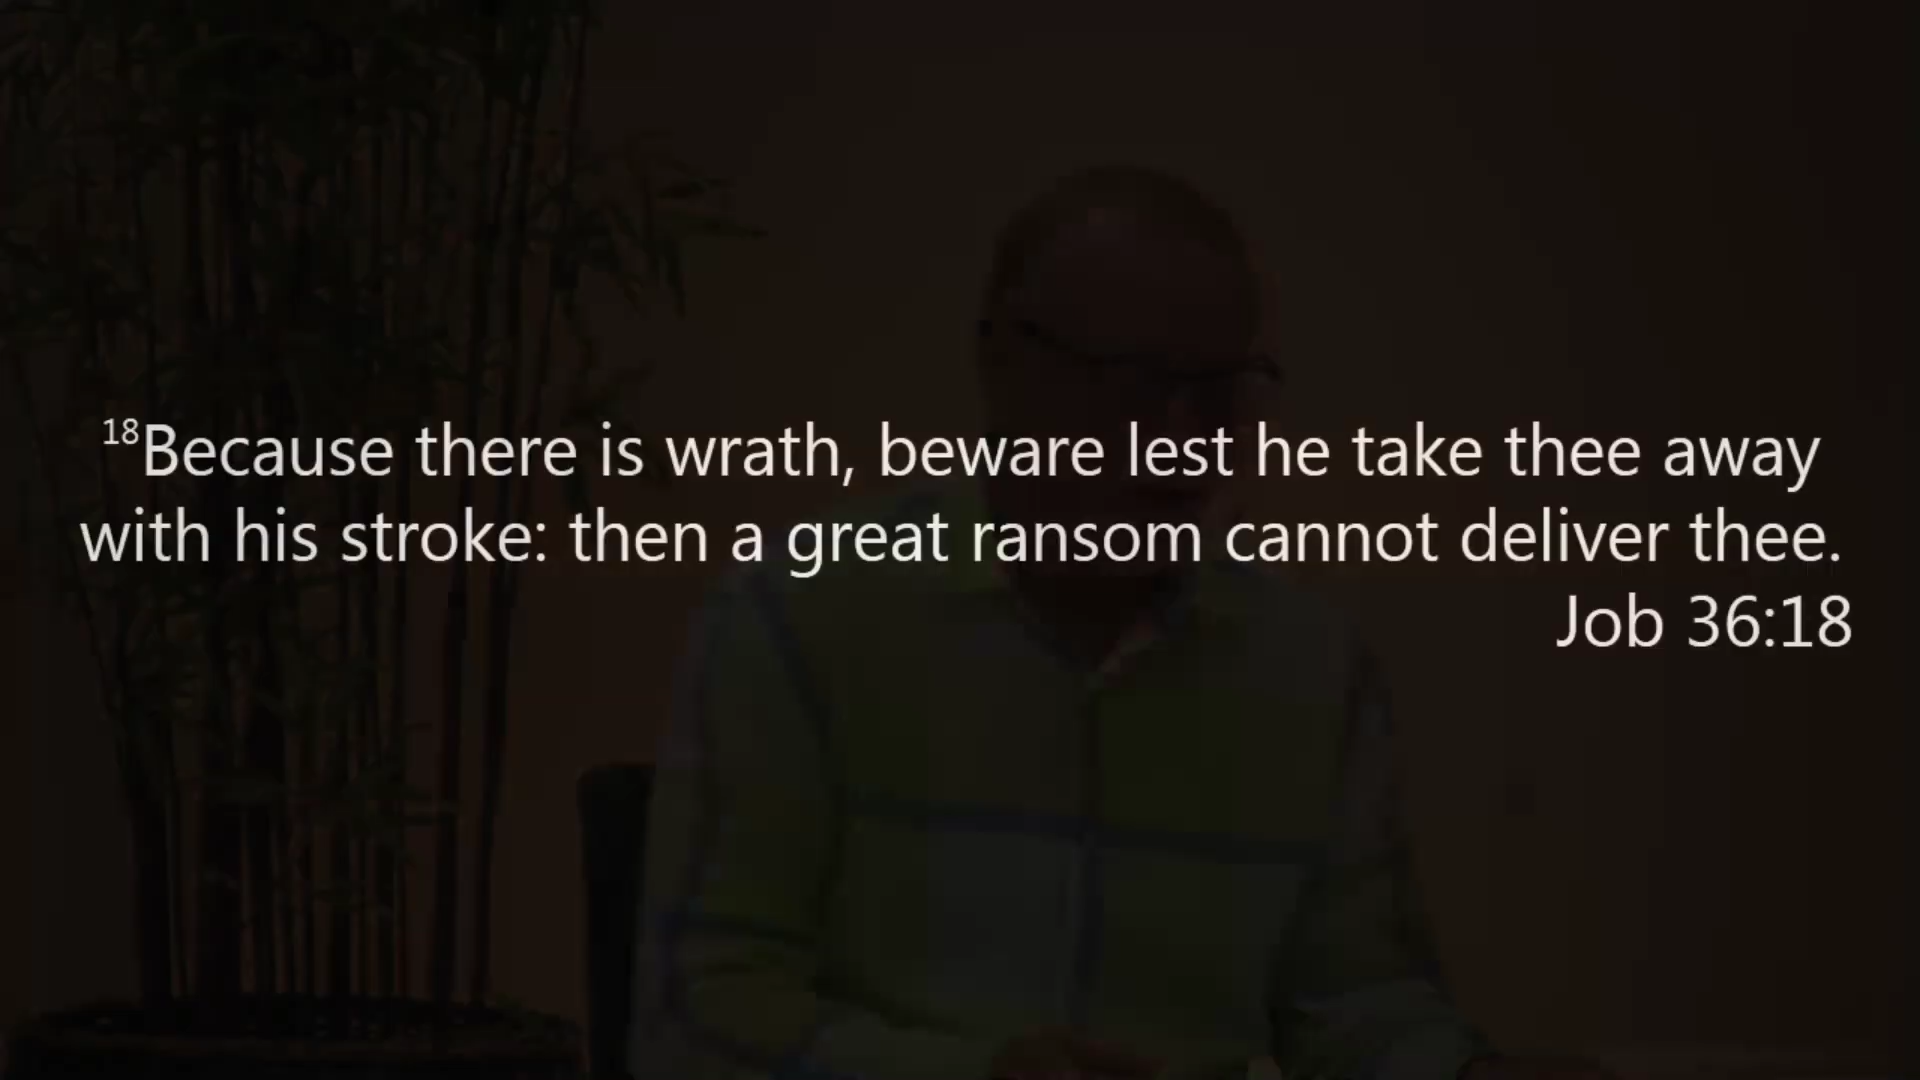 18Because there is wrath, beware lest he take thee away
with his stroke: then a great ransom cannot deliver thee.
Job 36:18